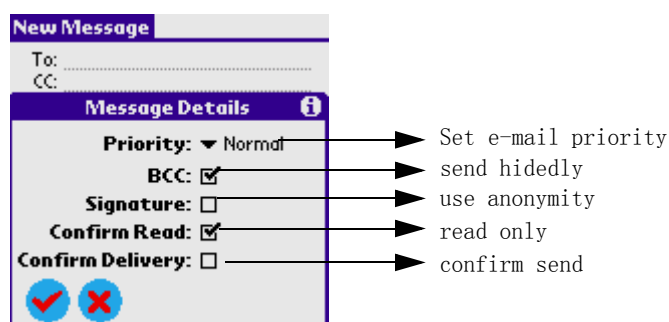 New Message
To:
CC:
Message Details
Priority: Normal Set e-mail priority
BCC: send hidedly
Signature: use anonymity
Confirm Read: read only
Confirm Delivery: confirm send